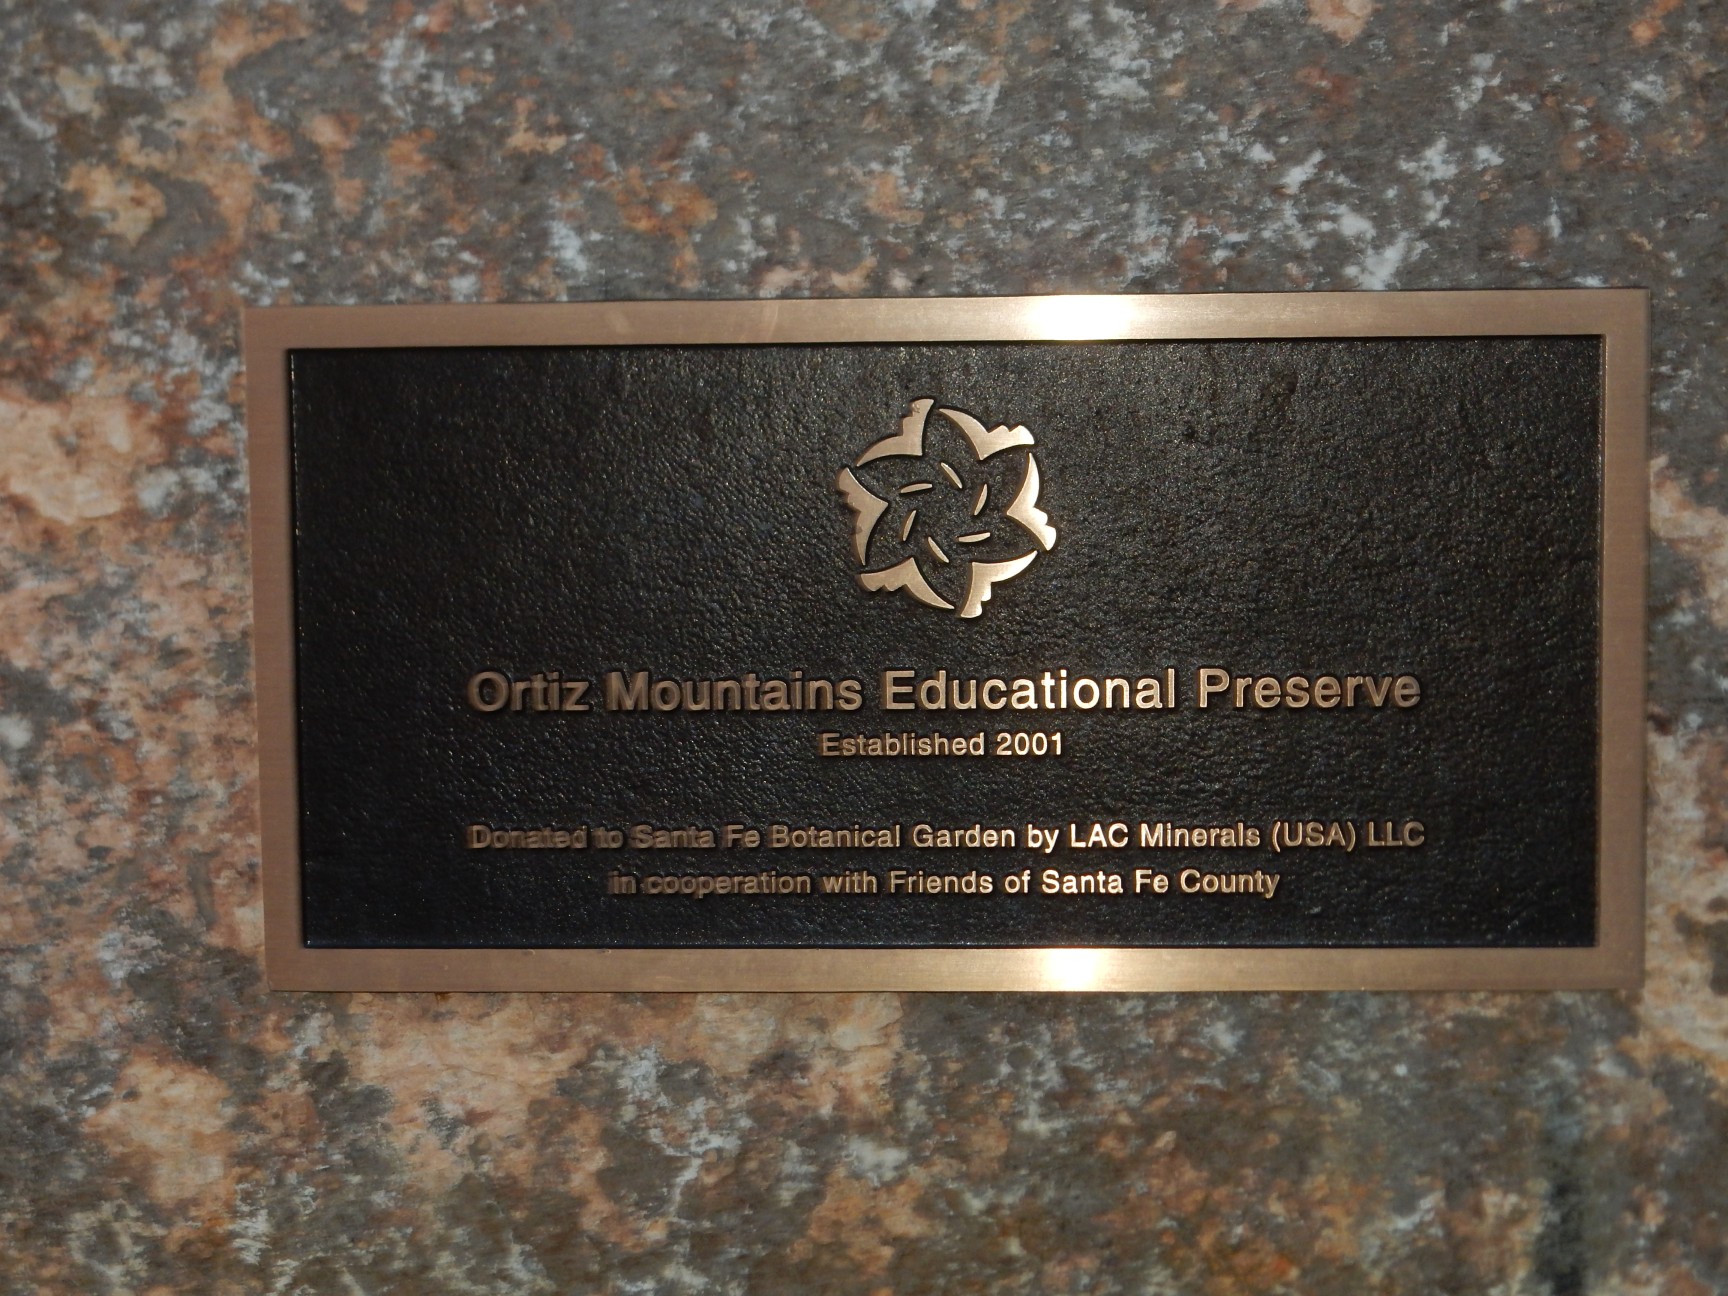 Ortiz Mountains Educational Preserve
Established 2001
Donated to Santa Fe Botanical Garden by LAC Minerals (USA) LLC
in cooperation with Friends of Santa Fe County